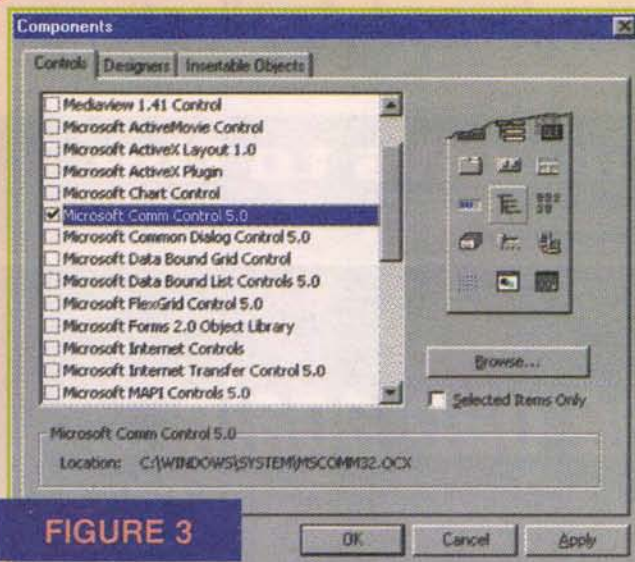 Components
Controls
Designers
Insertable Objects
Mediaview 1.41 Control
Microsoft ActiveMovie Control
Microsoft ActiveX Layout 1.0
Microsoft ActiveX Plugin
Microsoft Chart Control
Microsoft Comm Control 5.0
Microsoft Common Dialog Control 5.0
Microsoft Data Bound Grid Control
Microsoft Data Bound List Controls 5.0
Microsoft FlexGrid Control 5.0
Microsoft Forms 2.0 Object Library
Microsoft Internet Controls
Microsoft Internet Transfer Control 5.0
Microsoft MAPI Controls 5.0
Browse...
Selected Items Only
Microsoft Comm Control 5.0
Location: C:\WINDOWS\SYSTEM\MSCOMM32.OCX
FIGURE 3
OK
Cancel
Apply